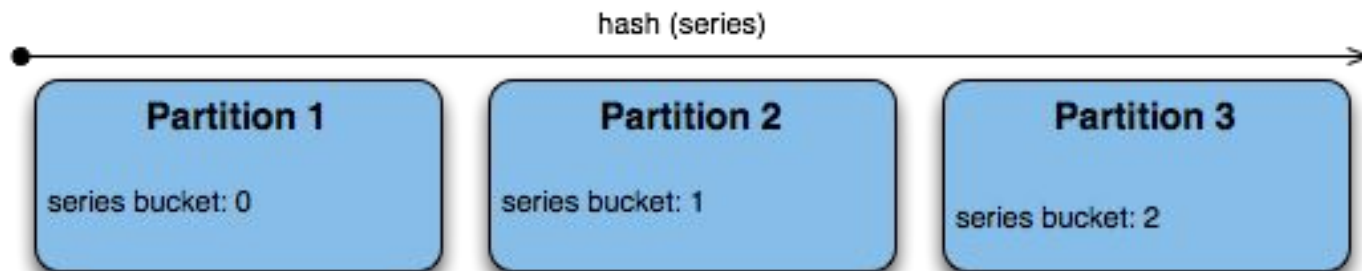 hash (series)
Partition 1
Partition 2
Partition 3
series bucket: 0
series bucket: 1
series bucket: 2